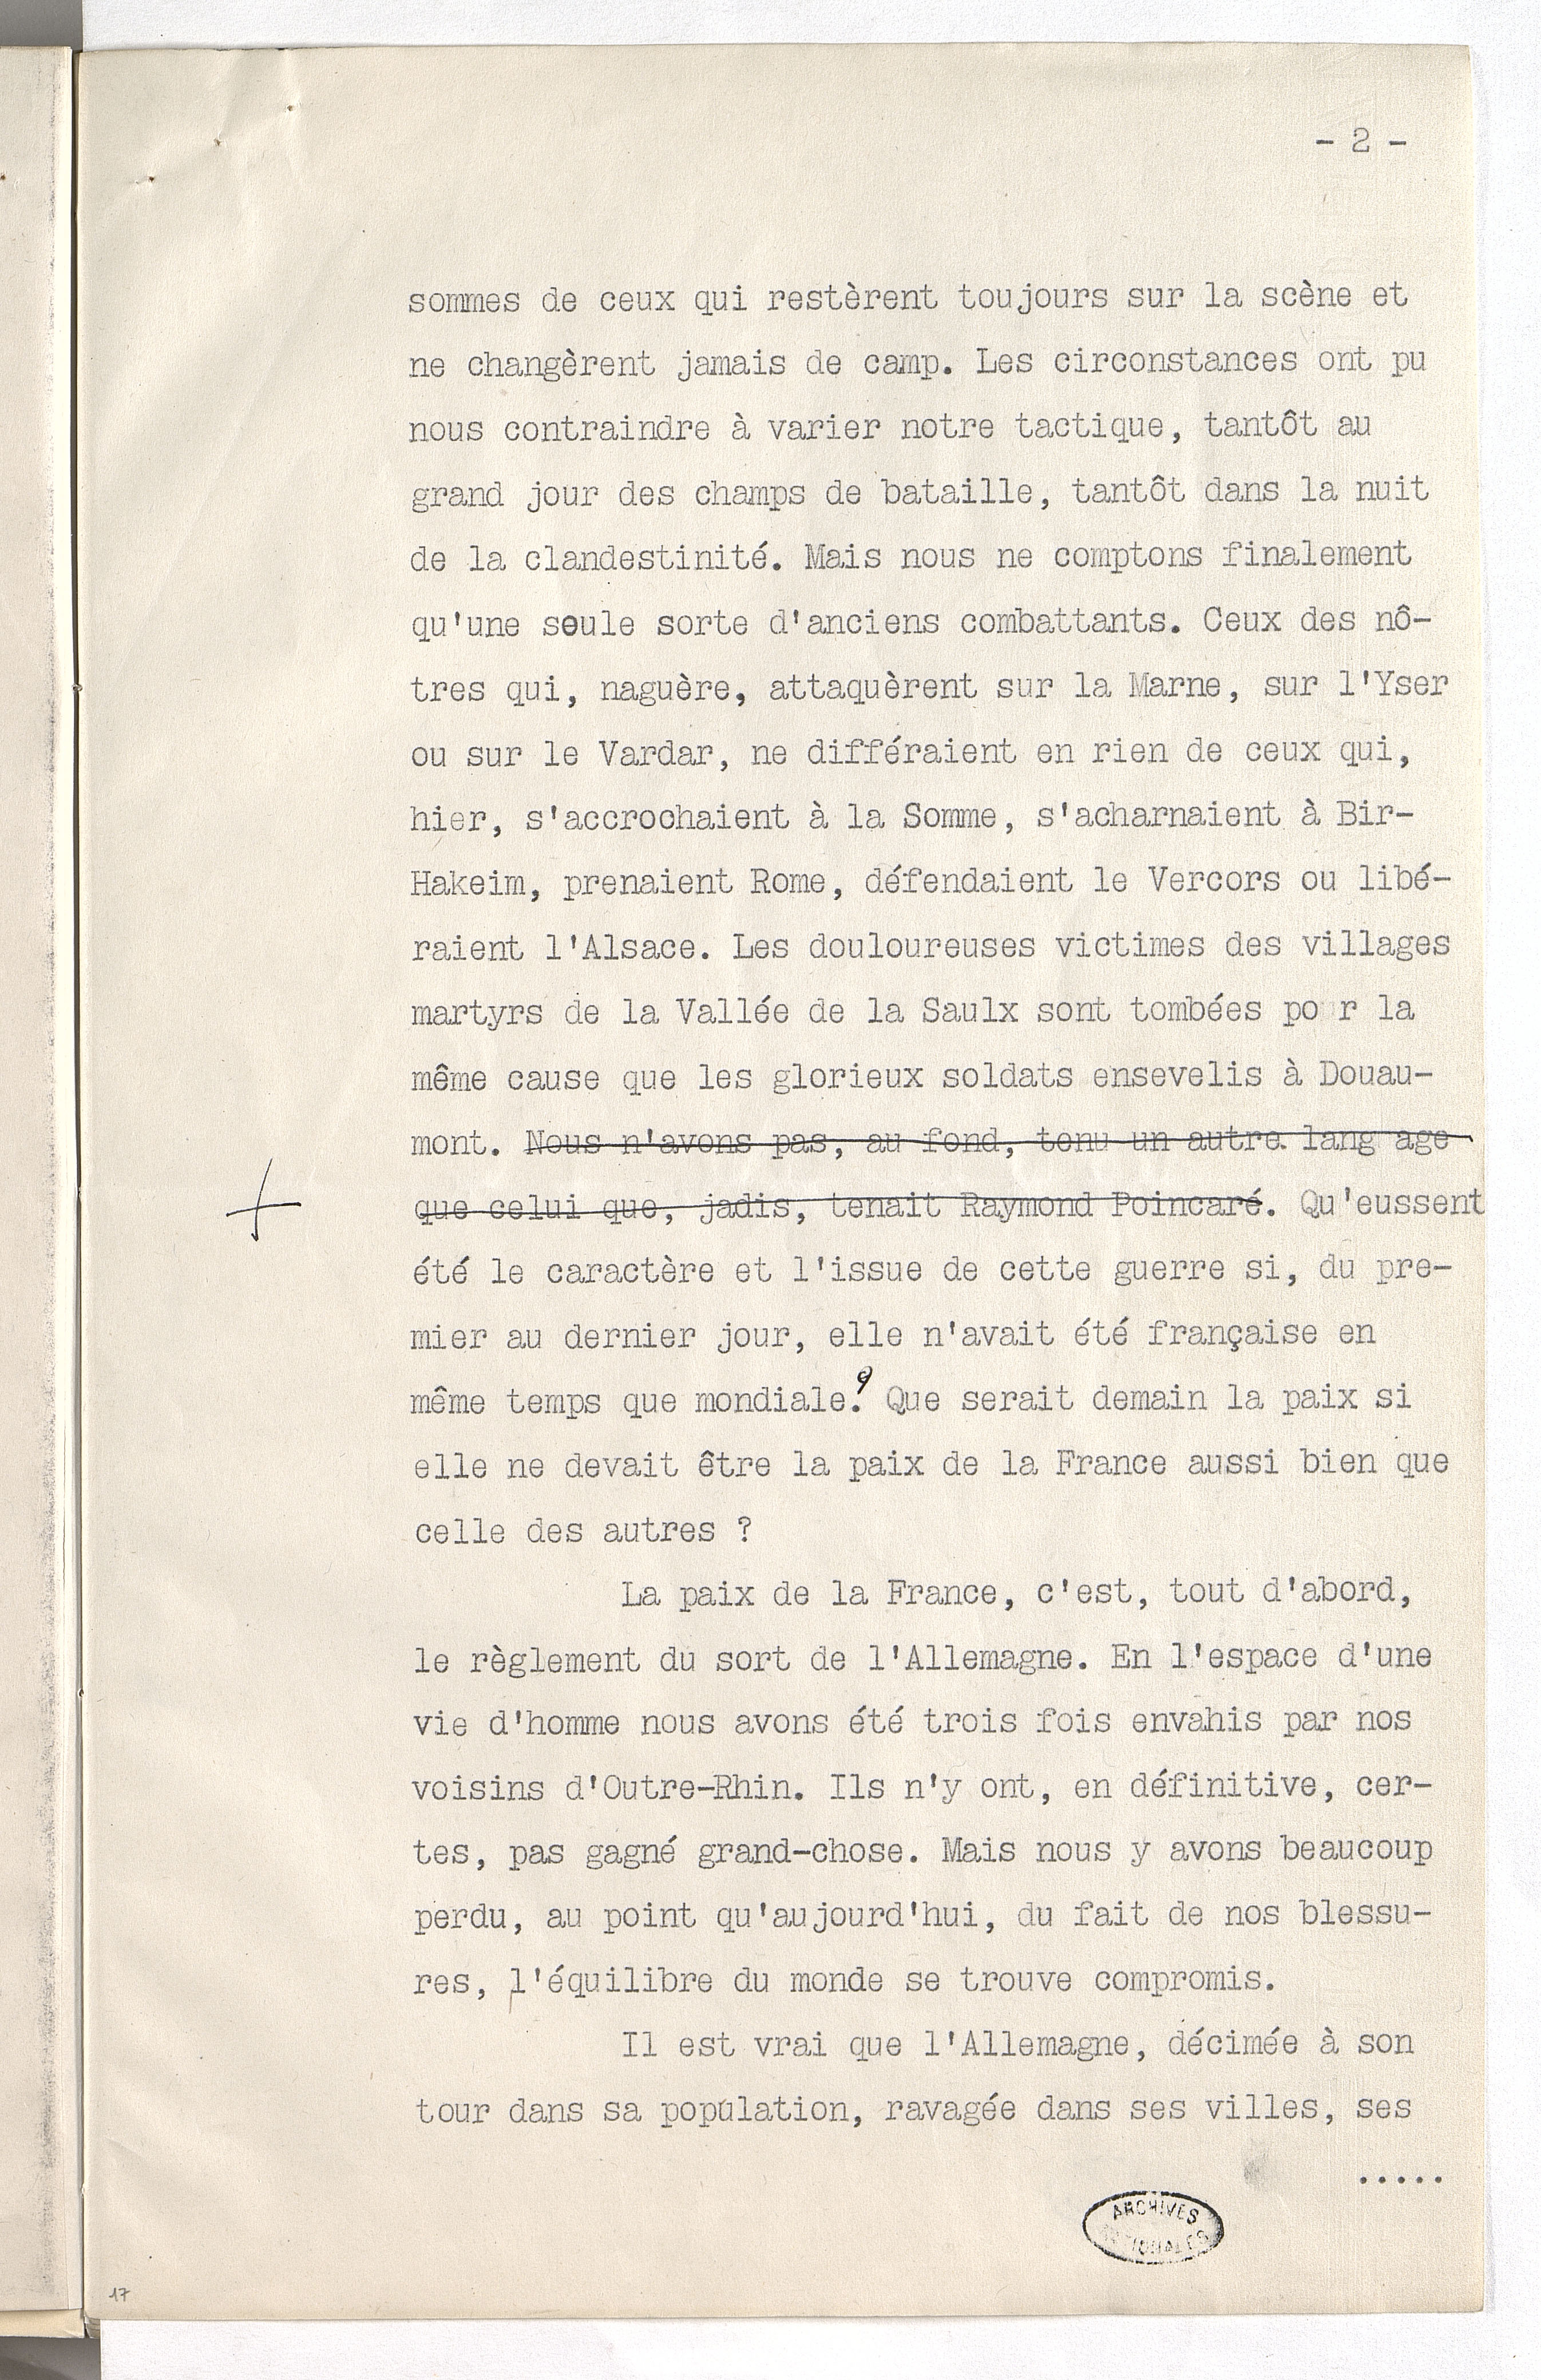 - 2 -
sommes de ceux qui restèrent toujours sur la scène et
ne changèrent jamais de camp. Les circonstances ont pu
nous contraindre à varier notre tactique, tantôt au
grand jour des champs de bataille, tantôt dans la nuit
de la clandestinité. Mais nous ne comptons finalement
qu'une seule sorte d'anciens combattants. Ceux des nô-
tres qui, naguère, attaquèrent sur la Marne, sur l'Yser
ou sur le Vardar, ne différaient en rien de ceux qui,
hier, s'accrochaient à la Somme, s'acharnaient à Bir-
Hakeim, prenaient Rome, défendaient le Vercors ou libé-
raient l'Alsace. Les douloureuses victimes des villages
martyrs de la Vallée de la Saulx sont tombées po r la
même cause que les glorieux soldats ensevelis à Douau-
mont. Nous n'avons pas, au fond, tenu un autre lang age
que celui que, jadis, tenait Raymond Poincaré. Qu'eussent
été le caractère et l'issue de cette guerre si, du pre-
mier au dernier jour, elle n'avait été française en
même temps que mondiale? Que serait demain la paix si
elle ne devait être la paix de la France aussi bien que
celle des autres ?
La paix de la France, c'est, tout d'abord,
le règlement du sort de l'Allemagne. En l'espace d'une
vie d'homme nous avons été trois fois envahis par nos
voisins d'Outre-Rhin. Ils n'y ont, en définitive, cer-
tes, pas gagné grand-chose. Mais nous y avons beaucoup
perdu, au point qu'aujourd'hui, du fait de nos blessu-
res, l'équilibre du monde se trouve compromis.
Il est vrai que l'Allemagne, décimée à son
tour dans sa population, ravagée dans ses villes, ses
.....
ARCHIVES
NATIONALES
17